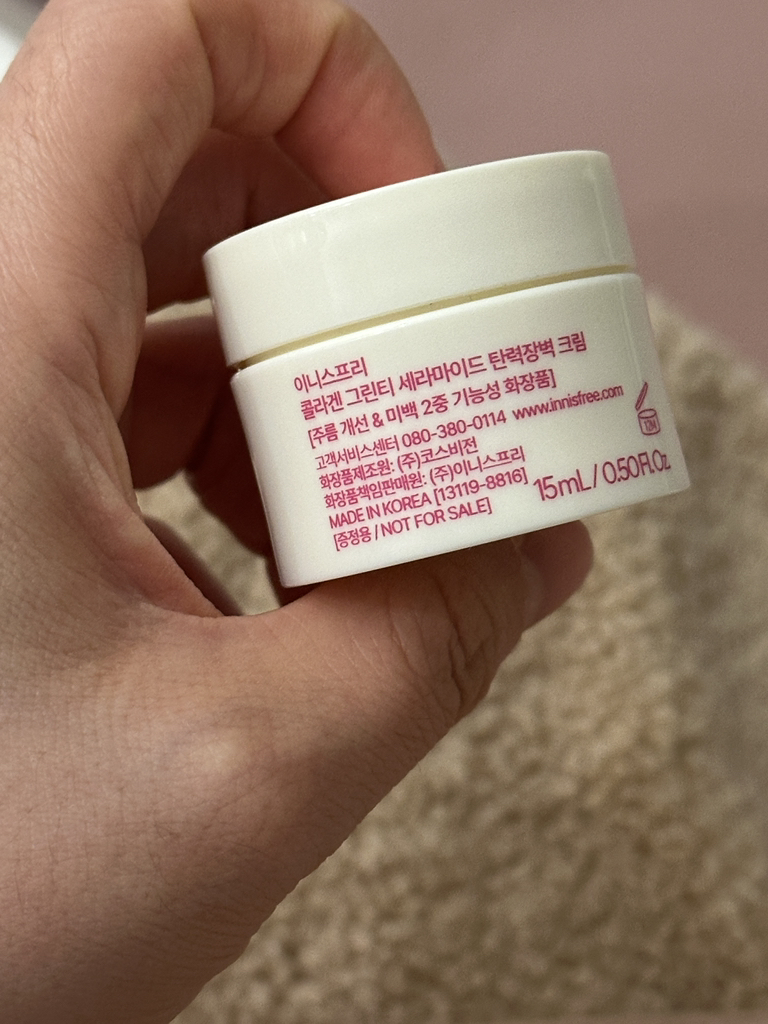 이니스프리
콜라겐 그린티 세라마이드 탄력장벽 크림
[주름 개선 & 미백 2중 기능성 화장품]
고객서비스센터 080-380-0114 www.innisfree.com
화장품제조원: (주)코스비전
화장품책임판매원: (주)이니스프리
MADE IN KOREA [13119-8816]
[증정용 / NOT FOR SALE]
15mL / 0.50Fl.Oz.
12M